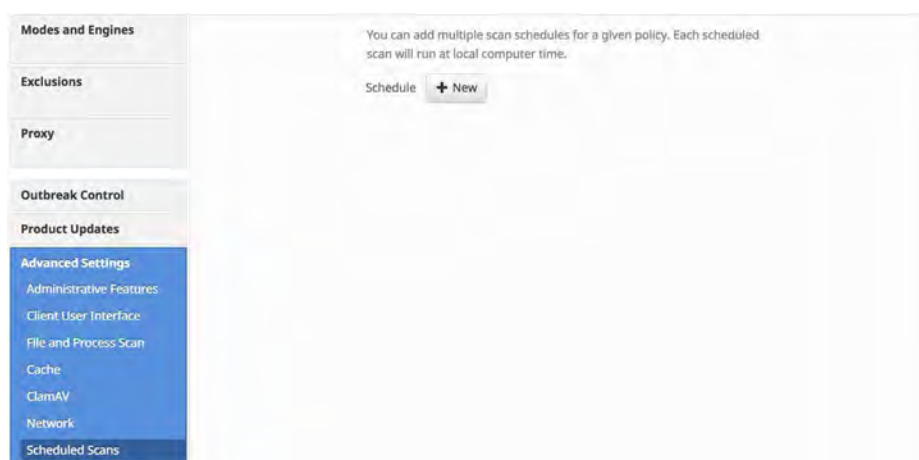 Modes and Engines
Exclusions
Proxy
Outbreak Control
Product Updates
Advanced Settings
Administrative Features
Client User Interface
File and Process Scan
Cache
ClamAV
Network
Scheduled Scans
You can add multiple scan schedules for a given policy. Each scheduled
scan will run at local computer time.
Schedule + New